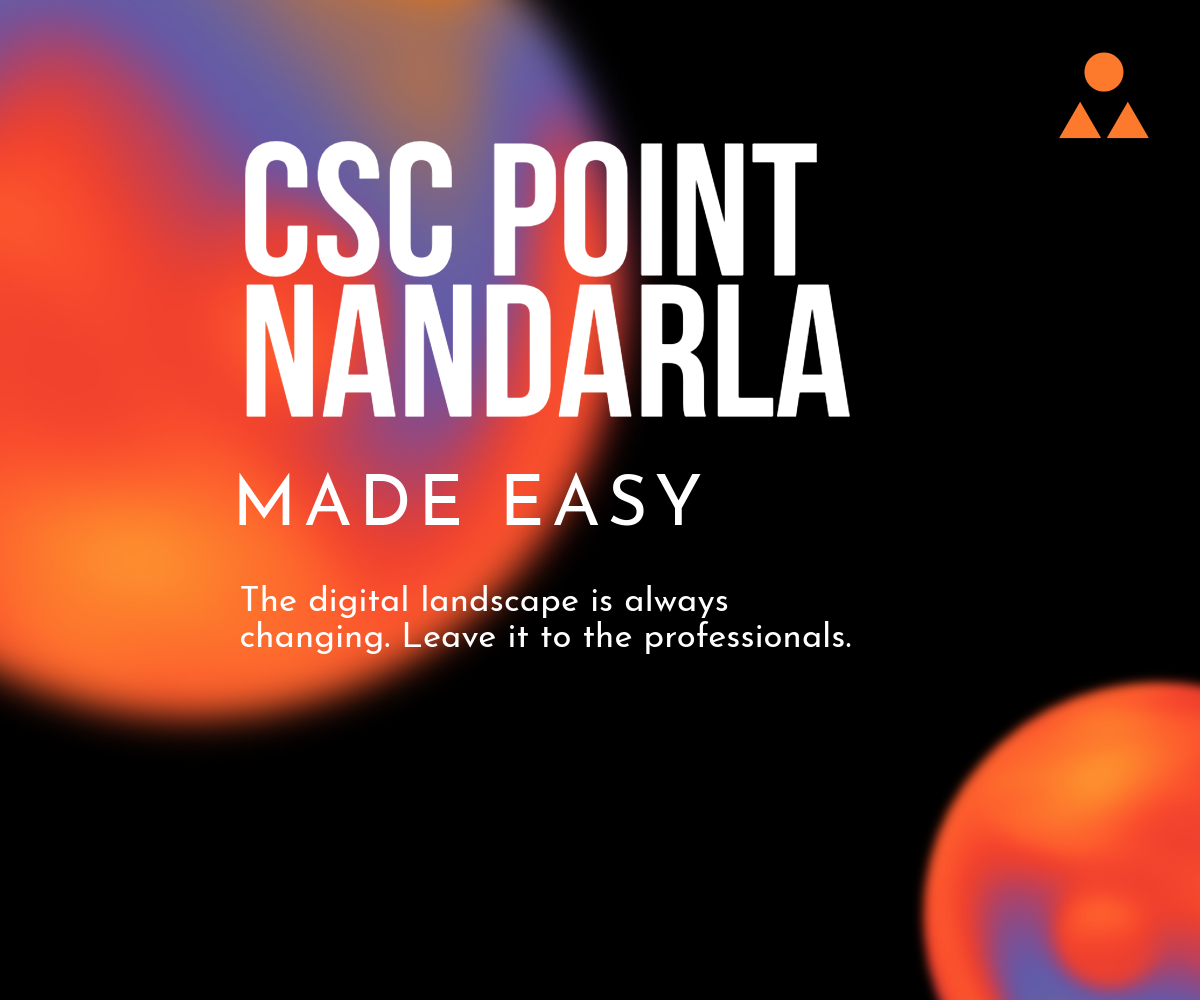 CSC POINT
NANDARLA
MADE EASY
The digital landscape is always
changing. Leave it to the professionals.